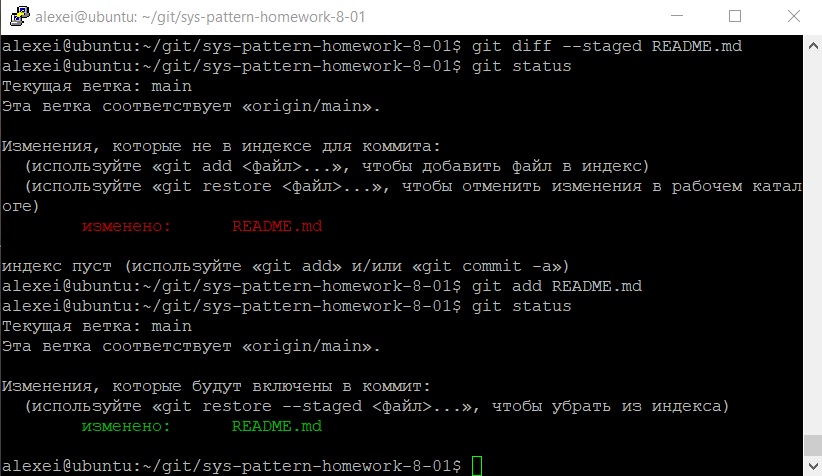 alexei@ubuntu: ~/git/sys-pattern-homework-8-01
alexei@ubuntu:~/git/sys-pattern-homework-8-01$ git diff --staged README.md
alexei@ubuntu:~/git/sys-pattern-homework-8-01$ git status
Текущая ветка: main
Эта ветка соответствует «origin/main».
Изменения, которые не в индексе для коммита:
  (используйте «git add <файл>...», чтобы добавить файл в индекс)
  (используйте «git restore <файл>...», чтобы отменить изменения в рабочем катал
оге)
        изменено:      README.md
индекс пуст (используйте «git add» и/или «git commit -a»)
alexei@ubuntu:~/git/sys-pattern-homework-8-01$ git add README.md
alexei@ubuntu:~/git/sys-pattern-homework-8-01$ git status
Текущая ветка: main
Эта ветка соответствует «origin/main».
Изменения, которые будут включены в коммит:
  (используйте «git restore --staged <файл>...», чтобы убрать из индекса)
        изменено:      README.md
alexei@ubuntu:~/git/sys-pattern-homework-8-01$